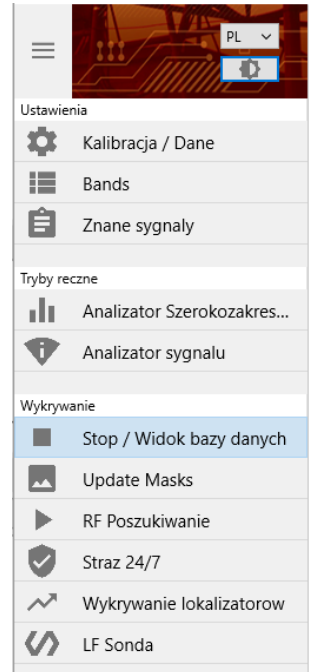 PL
Ustawienia
Kalibracja / Dane
Bands
Znane sygnaly
Tryby reczne
Analizator Szerokozakres...
Analizator sygnalu
Wykrywanie
Stop / Widok bazy danych
Update Masks
RF Poszukiwanie
Straz 24/7
Wykrywanie lokalizatorow
LF Sonda